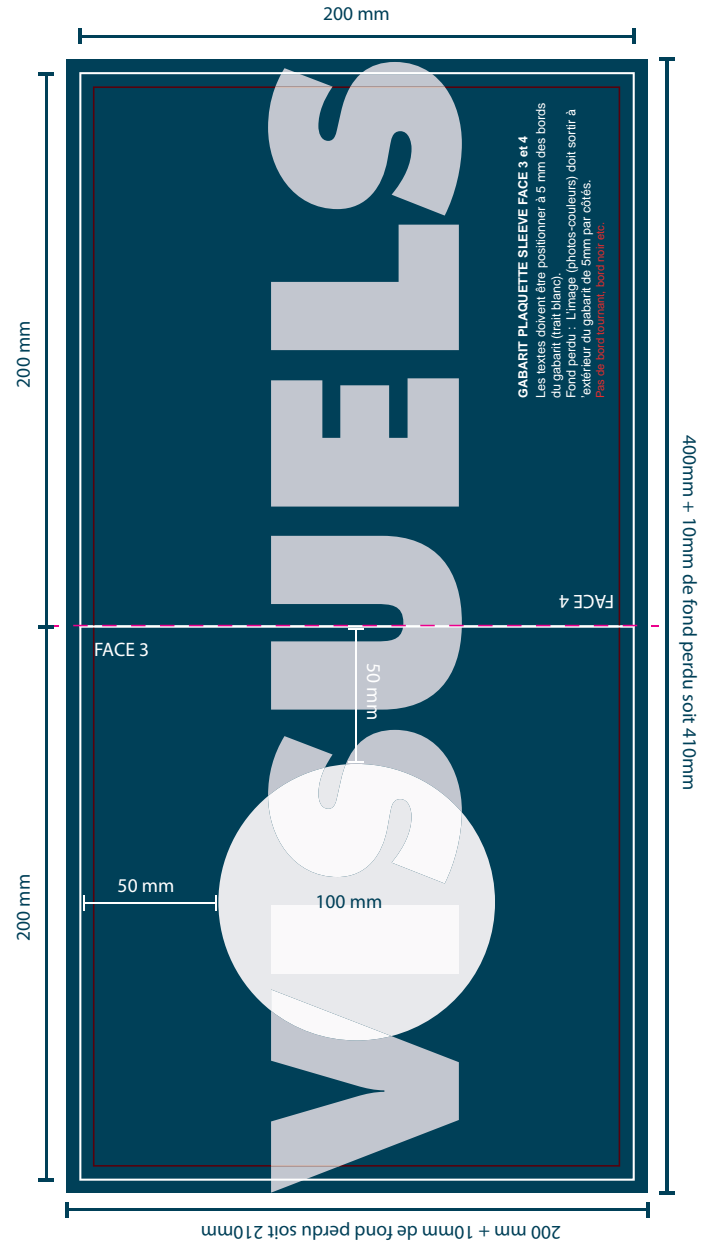 200 mm
200 mm
200 mm
400mm + 10mm de fond perdu soit 410mm
GABARIT PLAQUETTE SLEEVE FACE 3 et 4
Les textes doivent être positionner à 5 mm des bords
du gabarit (trait blanc).
Fond perdu : L'image (photos-couleurs) doit sortir à
'extérieur du gabarit de 5mm par côtés.
Pas de bord tournant, bord noir etc.
VISUELS
FACE 4
FACE 3
50 mm
50 mm
100 mm
200 mm + 10mm de fond perdu soit 210mm